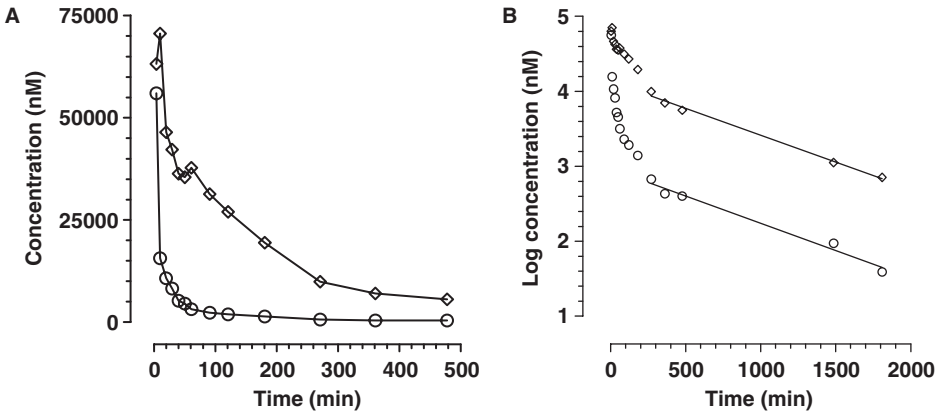 A
75000
50000
25000
0
Concentration (nM)
0 100 200 300 400 500
Time (min)
B
5
4
3
2
1
Log concentration (nM)
0 500 1000 1500 2000
Time (min)